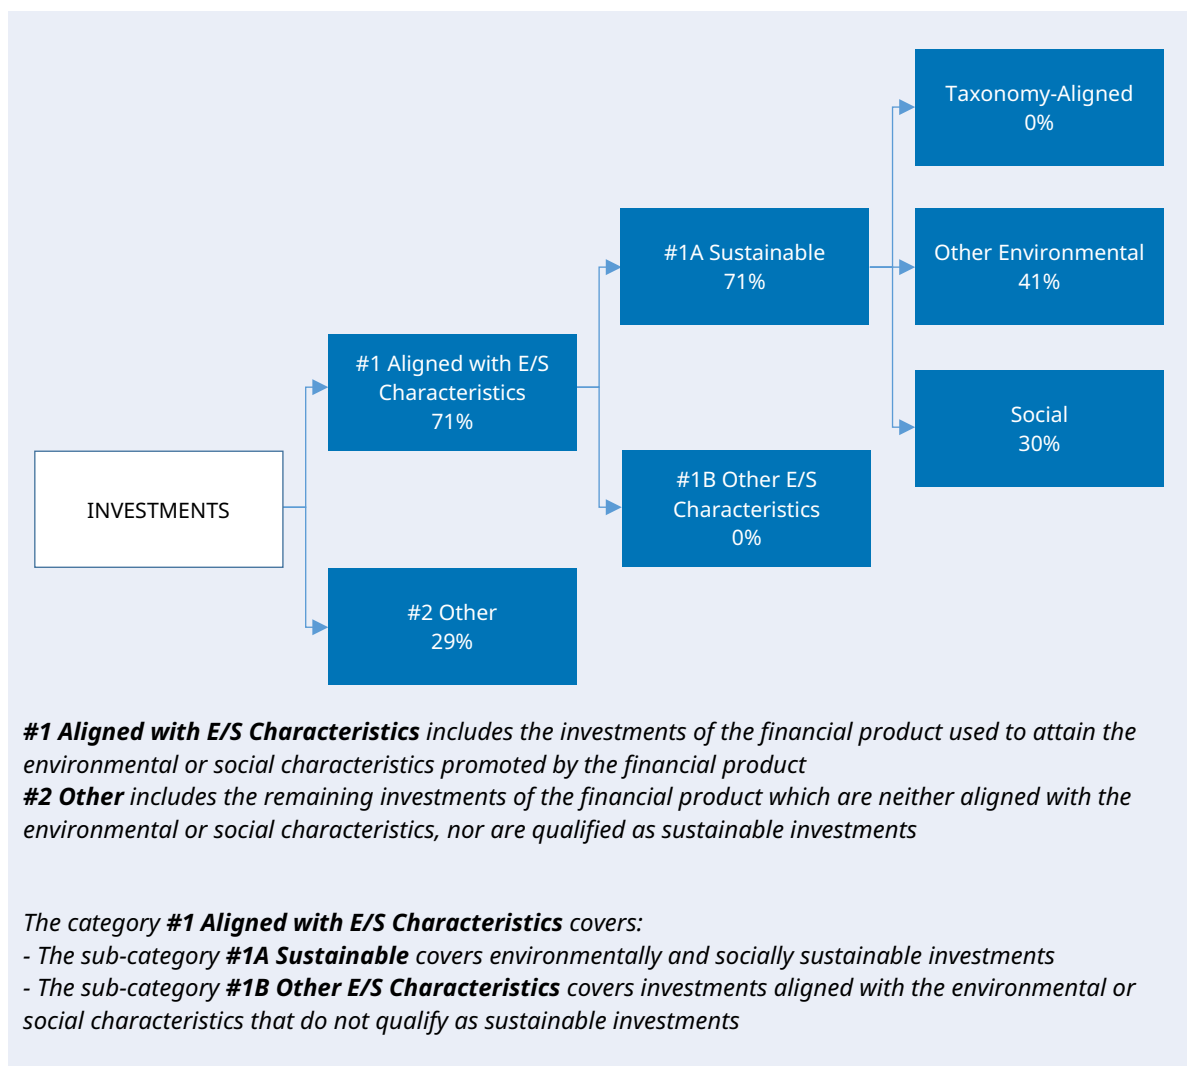 Taxonomy-Aligned
0%
#1A Sustainable
71%
Other Environmental
41%
#1 Aligned with E/S
Characteristics
71%
Social
30%
INVESTMENTS
#1B Other E/S
Characteristics
0%
#2 Other
29%
#1 Aligned with E/S Characteristics includes the investments of the financial product used to attain the
environmental or social characteristics promoted by the financial product
#2 Other includes the remaining investments of the financial product which are neither aligned with the
environmental or social characteristics, nor are qualified as sustainable investments
The category #1 Aligned with E/S Characteristics covers:
- The sub-category #1A Sustainable covers environmentally and socially sustainable investments
- The sub-category #1B Other E/S Characteristics covers investments aligned with the environmental or
social characteristics that do not qualify as sustainable investments